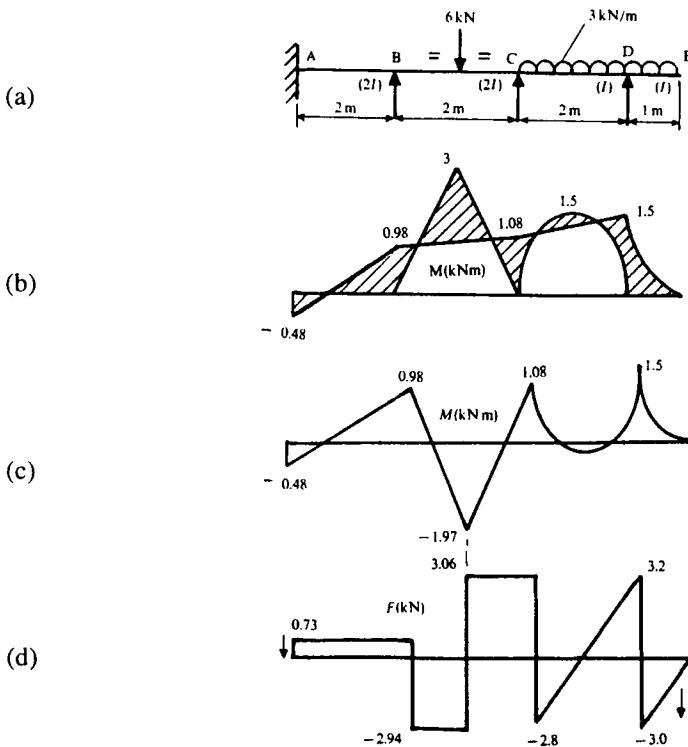 6 kN
3 kN/m
(a)
A
B
=
=
C
D
E
(2I)
(2I)
(I)
(I)
2 m
2 m
2 m
1 m
3
0.98
1.08
1.5
1.5
(b)
M(kNm)
– 0.48
0.98
1.08
1.5
(c)
M(kN m)
– 0.48
–1.97
3.06
3.2
0.73
F(kN)
(d)
–2.94
–2.8
–3.0